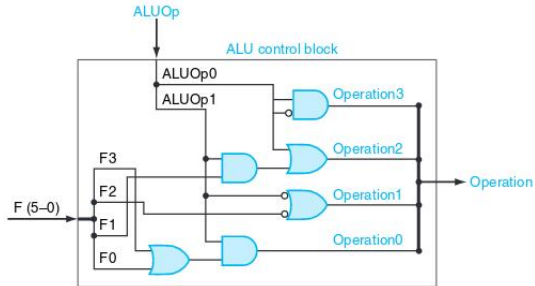 ALUOp
ALU control block
ALUOp0
ALUOp1
Operation3
F3
Operation2
F2
Operation1
Operation
F (5–0)
F1
Operation0
F0